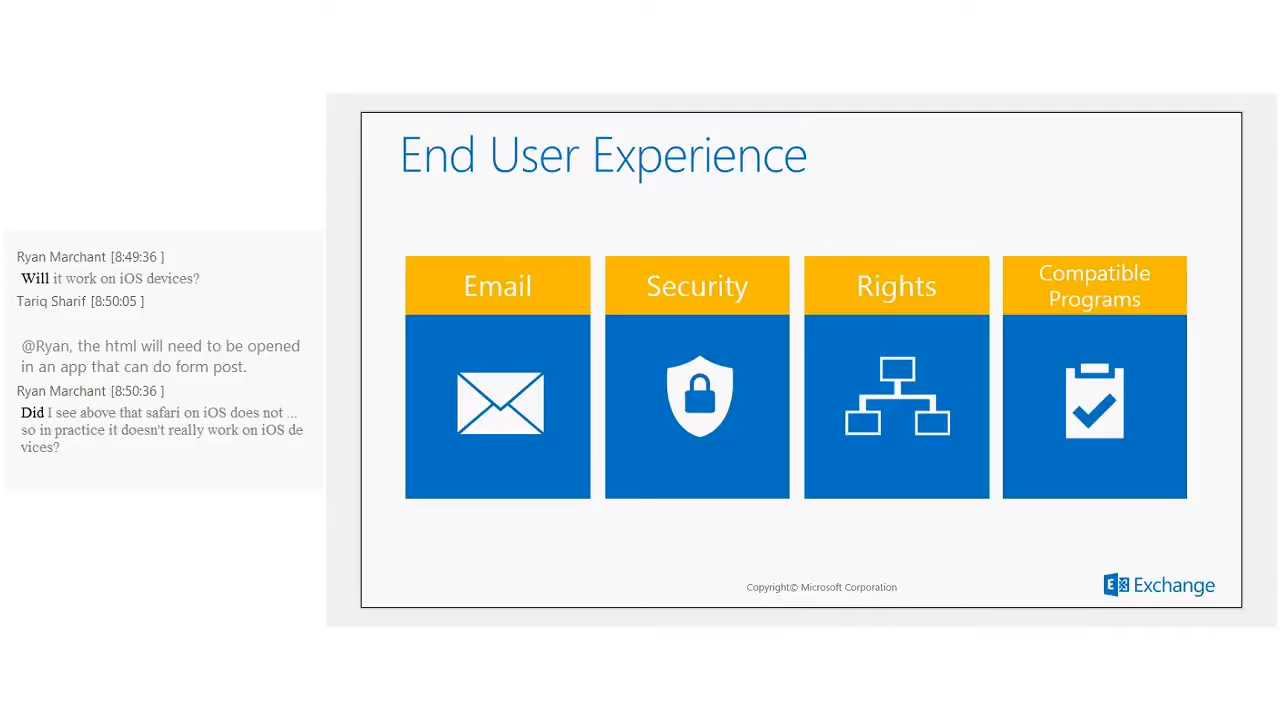 Ryan Marchant [8:49:36 ]
Will it work on iOS devices?
Tariq Sharif [8:50:05 ]
@Ryan, the html will need to be opened
in an app that can do form post.
Ryan Marchant [8:50:36 ]
Did I see above that safari on iOS does not ...
so in practice it doesn't really work on iOS de
vices?
End User Experience
Email
Security
Rights
Compatible
Programs
Copyright© Microsoft Corporation
E Exchange